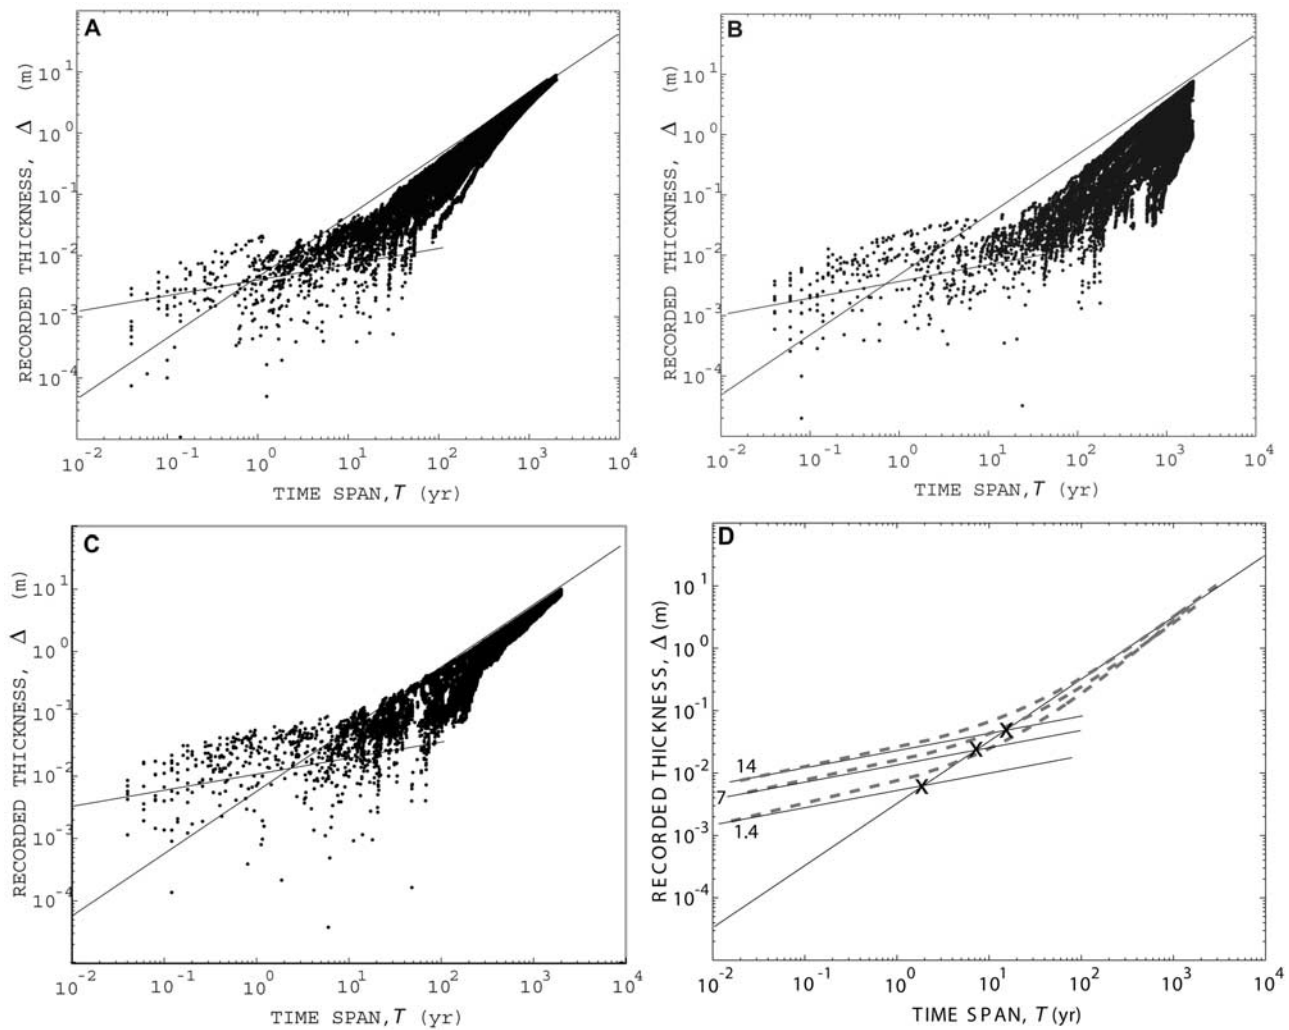 A
RECORDED THICKNESS, Δ (m)
10^1
10^0
10^-1
10^-2
10^-3
10^-4
10^-2 10^-1 10^0 10^1 10^2 10^3 10^4
TIME SPAN, T (yr)
B
RECORDED THICKNESS, Δ (m)
10^1
10^0
10^-1
10^-2
10^-3
10^-4
10^-2 10^-1 10^0 10^1 10^2 10^3 10^4
TIME SPAN, T (yr)
C
RECORDED THICKNESS, Δ (m)
10^1
10^0
10^-1
10^-2
10^-3
10^-4
10^-2 10^-1 10^0 10^1 10^2 10^3 10^4
TIME SPAN, T (yr)
D
RECORDED THICKNESS, Δ (m)
10^1
10^0
10^-1
10^-2
10^-3
10^-4
14
7
1.4
X
X
X
10^-2 10^-1 10^0 10^1 10^2 10^3 10^4
TIME SPAN, T (yr)